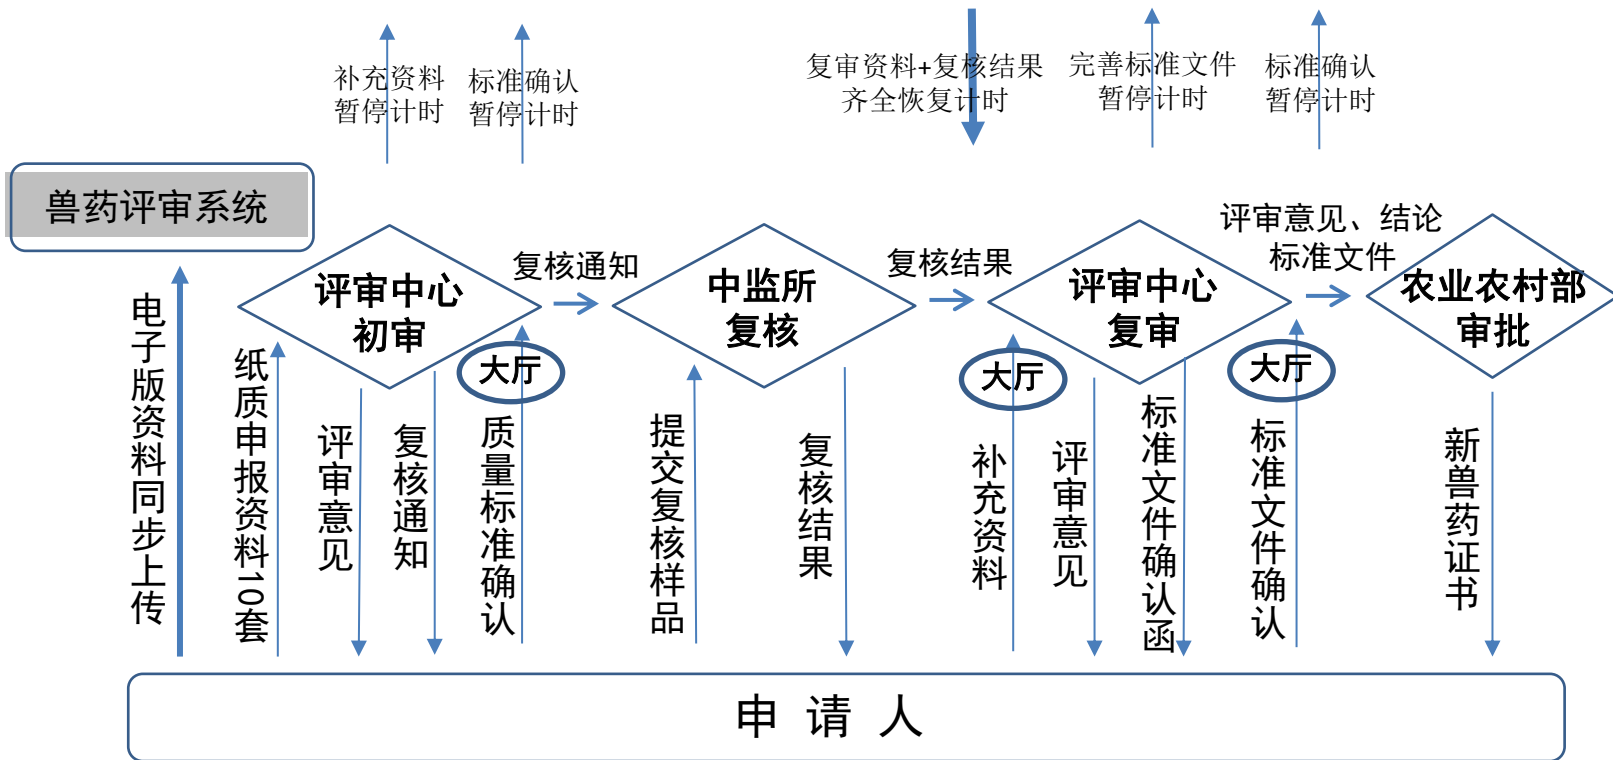 补充资料
暂停计时
标准确认
暂停计时
复审资料+复核结果
齐全恢复计时
完善标准文件
暂停计时
标准确认
暂停计时
兽药评审系统
评审中心
初审
复核通知
中监所
复核
复核结果
评审中心
复审
评审意见、结论
标准文件
农业农村部
审批
大厅
大厅
大厅
电子版资料同步上传
纸质申报资料10套
评审意见
复核通知
质量标准确认
提交复核样品
复核结果
补充资料
评审意见
标准文件确认函
标准文件确认
新兽药证书
申请人